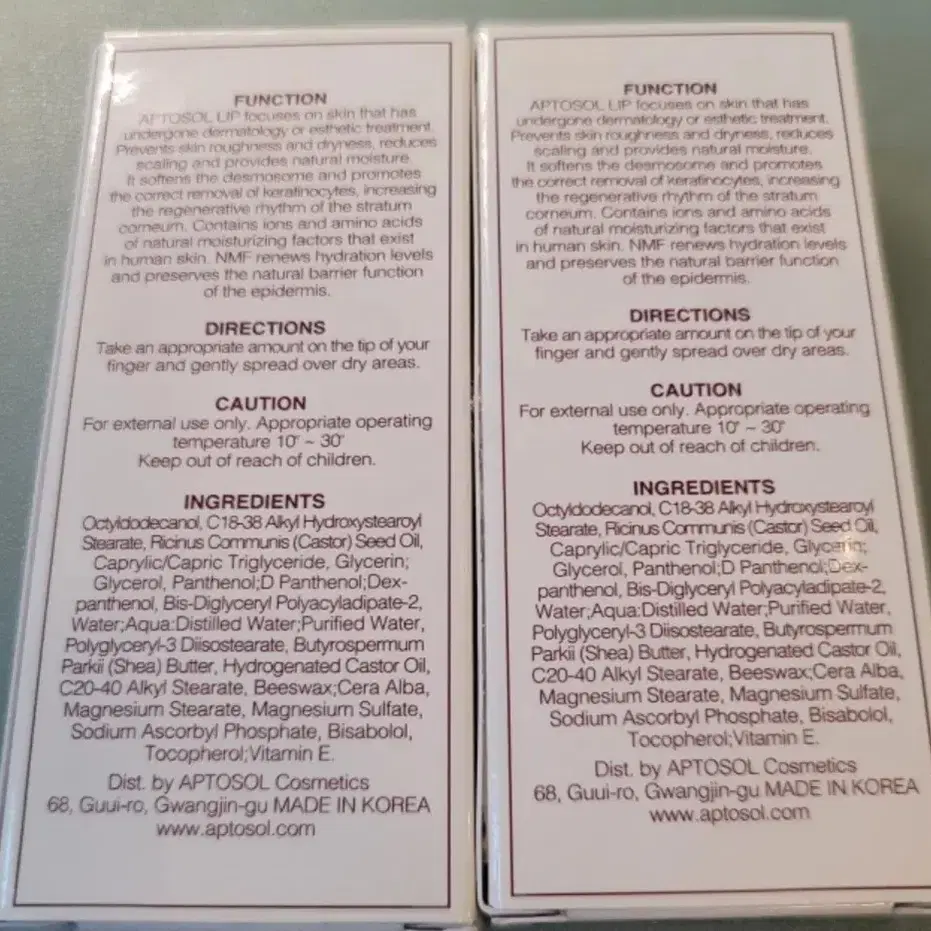 FUNCTION
APTOSOL LIP focuses on skin that has
undergone dermatology or esthetic treatment.
Prevents skin roughness and dryness, reduces
scaling and provides natural moisture.
It softens the desmosome and promotes
the correct removal of keratinocytes, increasing
the regenerative rhythm of the stratum
corneum. Contains ions and amino acids
of natural moisturizing factors that exist
in human skin. NMF renews hydration levels
and preserves the natural barrier function
of the epidermis.
DIRECTIONS
Take an appropriate amount on the tip of your
finger and gently spread over dry areas.
CAUTION
For external use only. Appropriate operating
temperature 10° ~ 30°
Keep out of reach of children.
INGREDIENTS
Octyldodecanol, C18-38 Alkyl Hydroxystearoyl
Stearate, Ricinus Communis (Castor) Seed Oil,
Caprylic/Capric Triglyceride, Glycerin;
Glycerol, Panthenol;D Panthenol;Dex-
panthenol, Bis-Diglyceryl Polyacyladipate-2,
Water;Aqua:Distilled Water;Purified Water,
Polyglyceryl-3 Diisostearate, Butyrospermum
Parkii (Shea) Butter, Hydrogenated Castor Oil,
C20-40 Alkyl Stearate, Beeswax;Cera Alba,
Magnesium Stearate, Magnesium Sulfate,
Sodium Ascorbyl Phosphate, Bisabolol,
Tocopherol;Vitamin E.
Dist. by APTOSOL Cosmetics
68, Guui-ro, Gwangjin-gu MADE IN KOREA
www.aptosol.com
FUNCTION
APTOSOL LIP focuses on skin that has
undergone dermatology or esthetic treatment.
Prevents skin roughness and dryness, reduces
scaling and provides natural moisture.
It softens the desmosome and promotes
the correct removal of keratinocytes, increasing
the regenerative rhythm of the stratum
corneum. Contains ions and amino acids
of natural moisturizing factors that exist
in human skin. NMF renews hydration levels
and preserves the natural barrier function
of the epidermis.
DIRECTIONS
Take an appropriate amount on the tip of your
finger and gently spread over dry areas.
CAUTION
For external use only. Appropriate operating
temperature 10° ~ 30°
Keep out of reach of children.
INGREDIENTS
Octyldodecanol, C18-38 Alkyl Hydroxystearoyl
Stearate, Ricinus Communis (Castor) Seed Oil,
Caprylic/Capric Triglyceride, Glycerin;
Glycerol, Panthenol;D Panthenol;Dex-
panthenol, Bis-Diglyceryl Polyacyladipate-2,
Water;Aqua:Distilled Water;Purified Water,
Polyglyceryl-3 Diisostearate, Butyrospermum
Parkii (Shea) Butter, Hydrogenated Castor Oil,
C20-40 Alkyl Stearate, Beeswax;Cera Alba,
Magnesium Stearate, Magnesium Sulfate,
Sodium Ascorbyl Phosphate, Bisabolol,
Tocopherol;Vitamin E.
Dist. by APTOSOL Cosmetics
68, Guui-ro, Gwangjin-gu MADE IN KOREA
www.aptosol.com